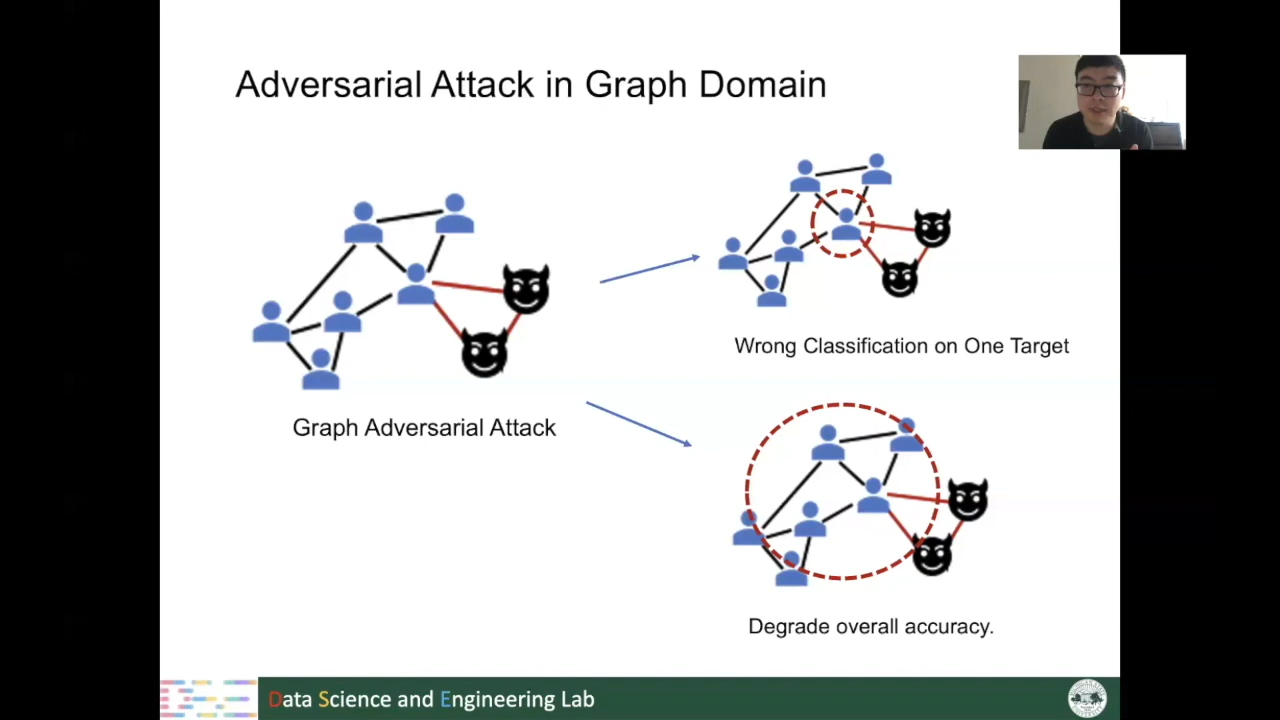 Adversarial Attack in Graph Domain
Wrong Classification on One Target
Graph Adversarial Attack
Degrade overall accuracy.
Data Science and Engineering Lab